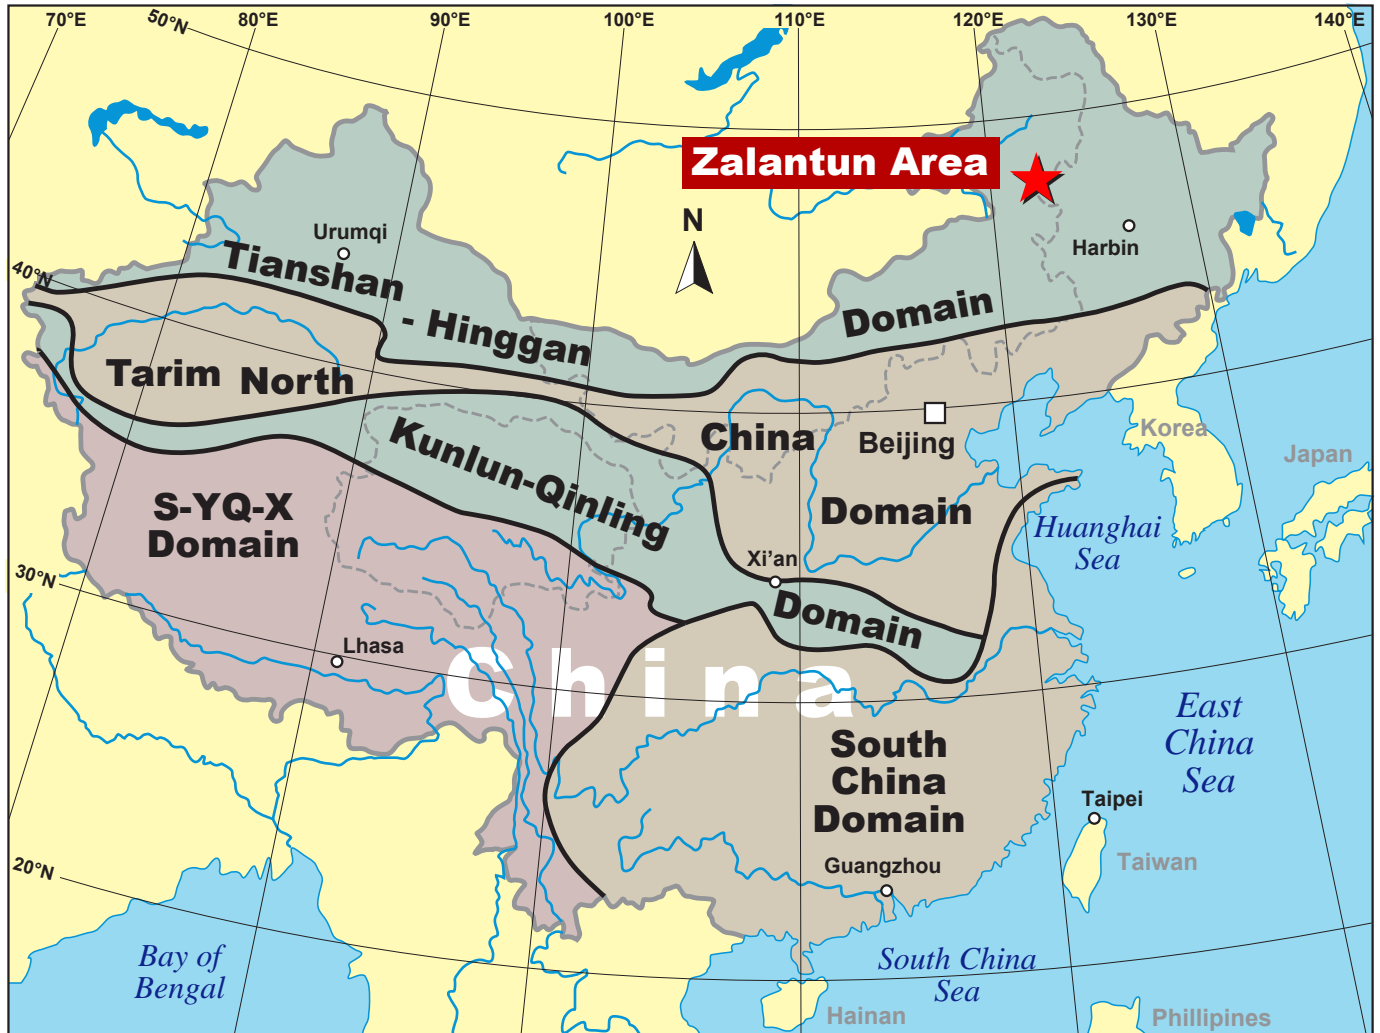 70°E
50°N
80°E
90°E
100°E
110°E
120°E
130°E
140°E
Zalantun Area
N
Urumqi
Harbin
Tianshan
- Hinggan
Domain
40°N
Tarim North
China
Domain
Beijing
Korea
Japan
Kunlun-Qinling
Domain
S-YQ-X
Domain
Huanghai
Sea
Xi’an
30°N
Lhasa
China
East
China
Sea
South
China
Domain
Taipei
Taiwan
Guangzhou
20°N
Bay of
Bengal
South China
Sea
Hainan
Phillipines